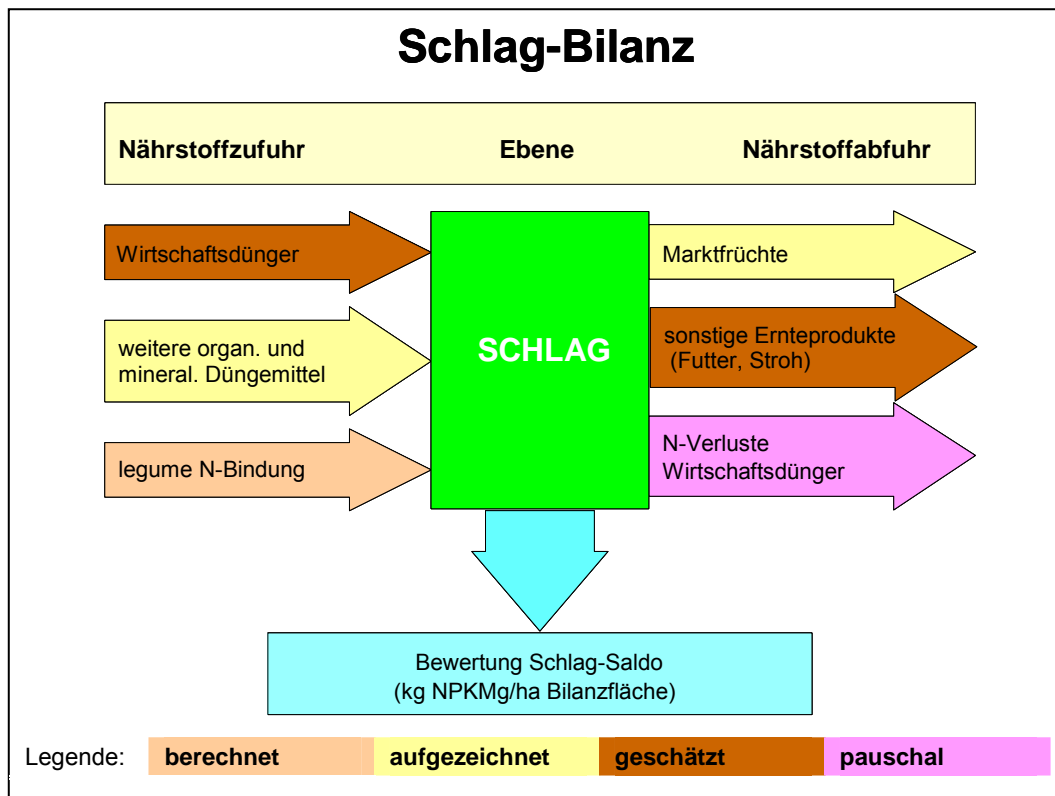 Schlag-Bilanz
Nährstoffzufuhr Ebene Nährstoffabfuhr
Wirtschaftsdünger
weitere organ. und
mineral. Düngemittel
legume N-Bindung
SCHLAG
Marktfrüchte
sonstige Ernteprodukte
(Futter, Stroh)
N-Verluste
Wirtschaftsdünger
Bewertung Schlag-Saldo
(kg NPKMg/ha Bilanzfläche)
Legende: berechnet aufgezeichnet geschätzt pauschal